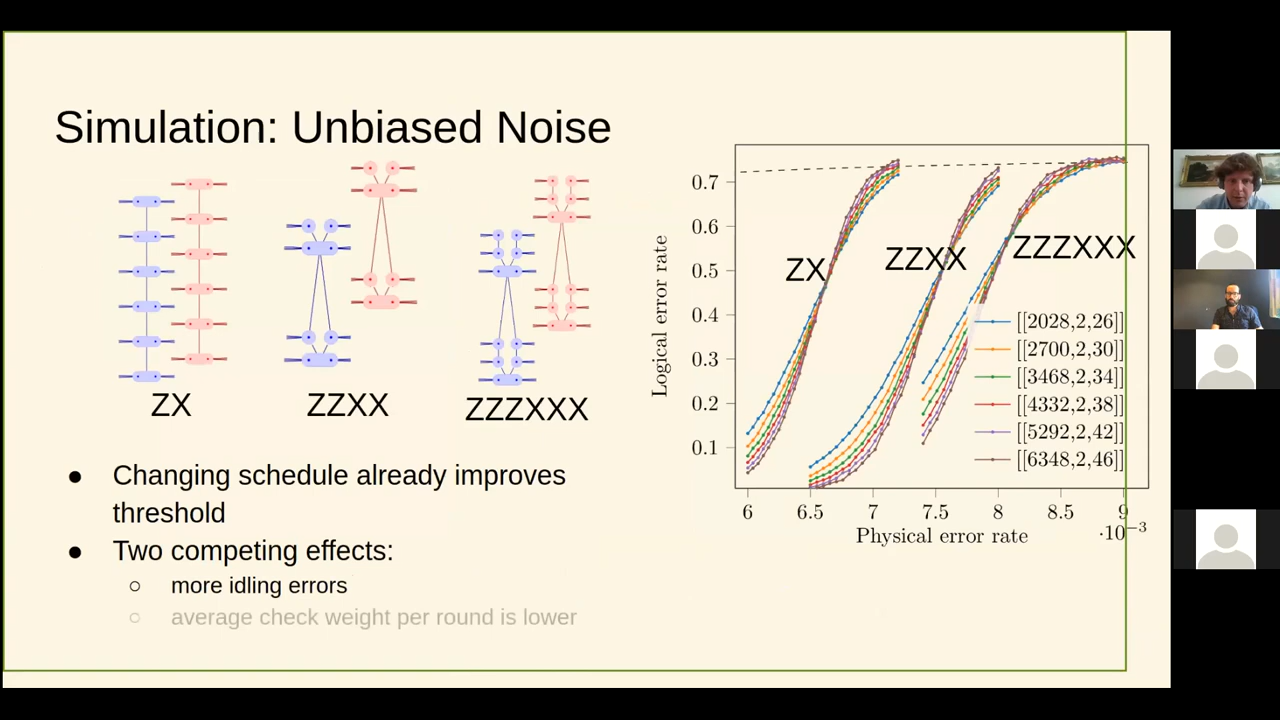 Simulation: Unbiased Noise
ZX
ZZXX
ZZZXXX
● Changing schedule already improves
threshold
● Two competing effects:
○ more idling errors
○ average check weight per round is lower
Logical error rate
0.7
0.6
0.5
0.4
0.3
0.2
0.1
ZX
ZZXX
ZZZXXX
[[2028,2,26]]
[[2700,2,30]]
[[3468,2,34]]
[[4332,2,38]]
[[5292,2,42]]
[[6348,2,46]]
6 6.5 7 7.5 8 8.5 9
Physical error rate
·10⁻³